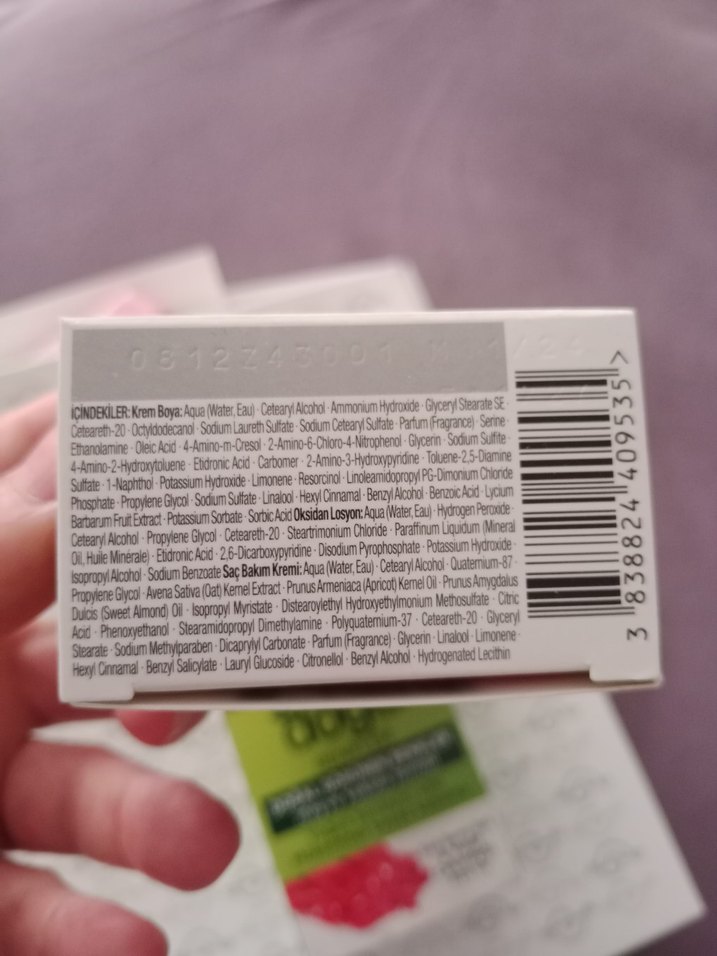 İÇİNDEKİLER: Krem Boya: Aqua (Water, Eau) · Cetearyl Alcohol · Ammonium Hydroxide · Glyceryl Stearate SE ·
Ceteareth-20 · Octyldodecanol · Sodium Laureth Sulfate · Sodium Cetearyl Sulfate · Parfum (Fragrance) · Serine ·
Ethanolamine · Oleic Acid · 4-Amino-m-Cresol · 2-Amino-6-Chloro-4-Nitrophenol · Glycerin · Sodium Sulfite ·
4-Amino-2-Hydroxytoluene · Etidronic Acid · Carbomer · 2-Amino-3-Hydroxypyridine · Toluene-2,5-Diamine
Sulfate · 1-Naphthol · Potassium Hydroxide · Limonene · Resorcinol · Linoleamidopropyl PG-Dimonium Chloride
Phosphate · Propylene Glycol · Sodium Sulfate · Linalool · Hexyl Cinnamal · Benzyl Alcohol · Benzoic Acid · Lycium
Barbarum Fruit Extract · Potassium Sorbate · Sorbic Acid Oksidan Losyon: Aqua (Water, Eau) · Hydrogen Peroxide ·
Cetearyl Alcohol · Propylene Glycol · Ceteareth-20 · Steartrimonium Chloride · Paraffinum Liquidum (Mineral
Oil, Huile Minérale) · Etidronic Acid · 2,6-Dicarboxypyridine · Disodium Pyrophosphate · Potassium Hydroxide ·
Isopropyl Alcohol · Sodium Benzoate Saç Bakım Kremi: Aqua (Water, Eau) · Cetearyl Alcohol · Quaternium-87 ·
Propylene Glycol · Avena Sativa (Oat) Kernel Extract · Prunus Armeniaca (Apricot) Kernel Oil · Prunus Amygdalus
Dulcis (Sweet Almond) Oil · Isopropyl Myristate · Distearoylethyl Hydroxyethylmonium Methosulfate · Citric
Acid · Phenoxyethanol · Stearamidopropyl Dimethylamine · Polyquaternium-37 · Ceteareth-20 · Glyceryl
Stearate · Sodium Methylparaben · Dicaprylyl Carbonate · Parfum (Fragrance) · Glycerin · Linalool · Limonene ·
Hexyl Cinnamal · Benzyl Salicylate · Lauryl Glucoside · Citronellol · Benzyl Alcohol · Hydrogenated Lecithin
3 838824 409535 >